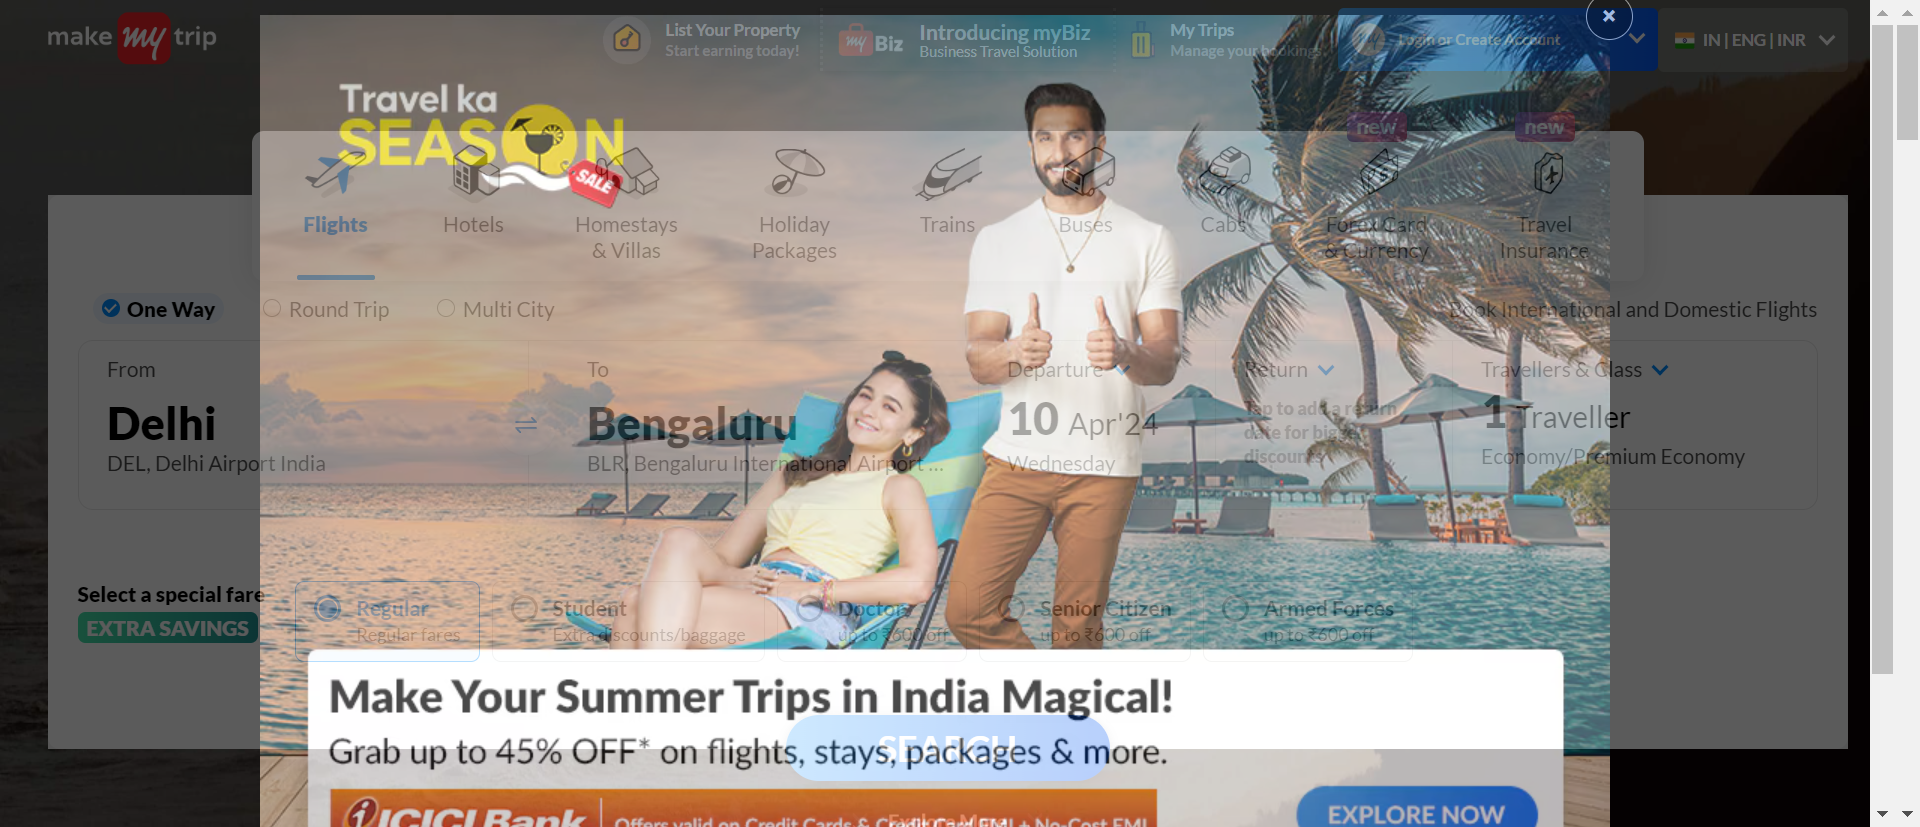 make my trip
List Your Property
Start earning today!
my Biz
Introducing myBiz
Business Travel Solution
My Trips
Manage your bookings
Login or Create Account
IN | ENG | INR
Travel ka
SEASON
SALE
new
new
Flights
Hotels
Homestays
& Villas
Holiday
Packages
Trains
Buses
Cabs
Forex Card
& Currency
Travel
Insurance
One Way
Round Trip
Multi City
Book International and Domestic Flights
From
Delhi
DEL, Delhi Airport India
To
Bengaluru
BLR, Bengaluru International Airport ...
Departure
10 Apr'24
Wednesday
Return
Tap to add a return
date for bigger
discounts
Travellers & Class
1 Traveller
Economy/Premium Economy
Select a special fare
EXTRA SAVINGS
Regular
Regular fares
Student
Extra discounts/baggage
Doctor
up to ₹600 off
Senior Citizen
up to ₹600 off
Armed Forces
up to ₹600 off
Make Your Summer Trips in India Magical!
SEARCH
Grab up to 45% OFF* on flights, stays, packages & more.
ICICI Bank
Offers valid on Credit Cards & Credit Card EMI + No-Cost EMI
Explore More
EXPLORE NOW